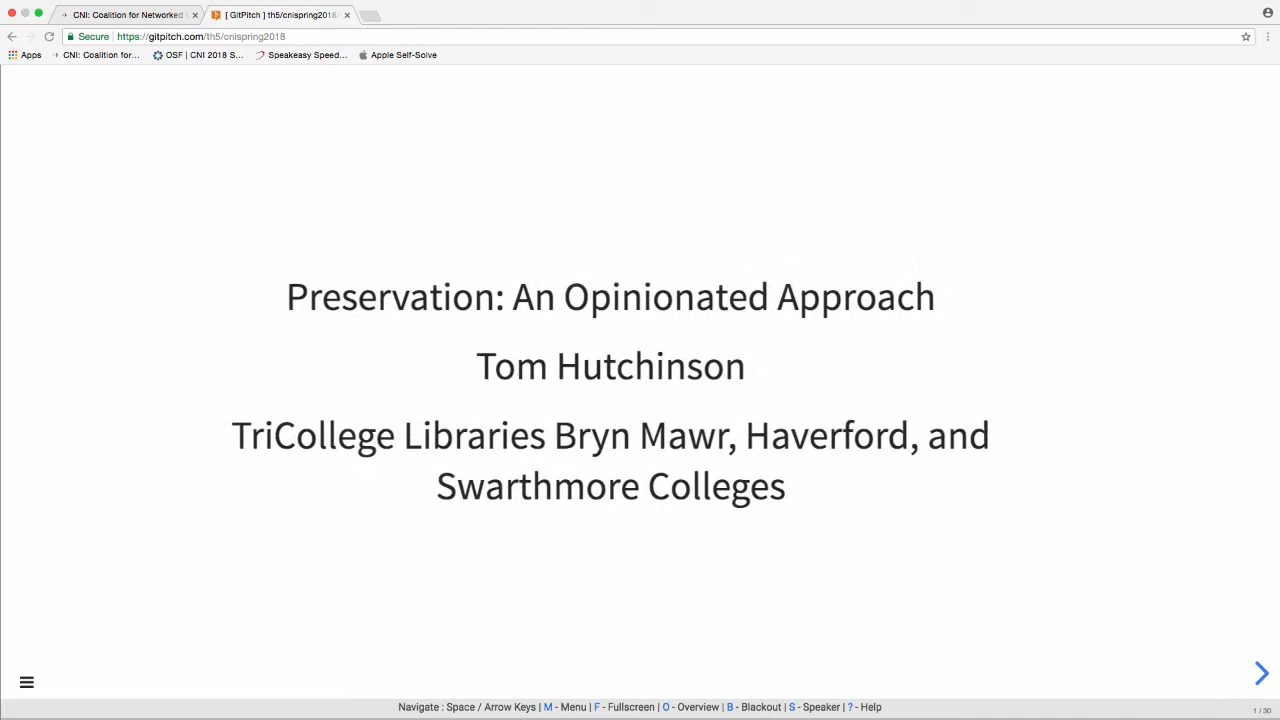 CNI: Coalition for Networked
[ GitPitch ] th5/cnispring2018/
Secure https://gitpitch.com/th5/cnispring2018
Apps CNI: Coalition for... OSF | CNI 2018 S... Speakeasy Speed... Apple Self-Solve
Preservation: An Opinionated Approach
Tom Hutchinson
TriCollege Libraries Bryn Mawr, Haverford, and
Swarthmore Colleges
Navigate : Space / Arrow Keys | M - Menu | F - Fullscreen | O - Overview | B - Blackout | S - Speaker | ? - Help
1 / 30